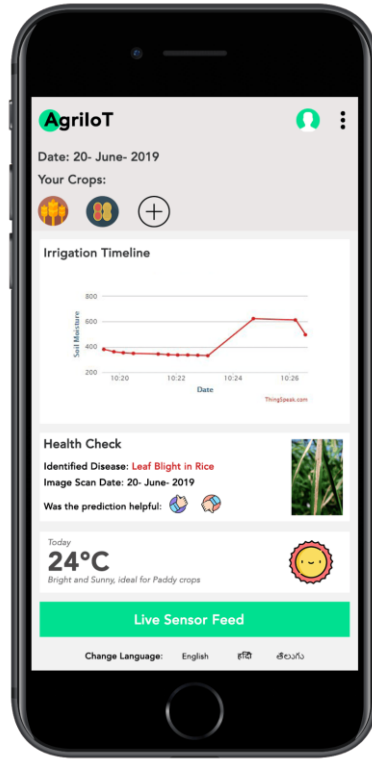 AgriIoT
Date: 20- June- 2019
Your Crops:
Irrigation Timeline
Soil Moisture
800
600
400
200
10:20 10:22 10:24 10:26
Date
ThingSpeak.com
Health Check
Identified Disease: Leaf Blight in Rice
Image Scan Date: 20- June- 2019
Was the prediction helpful:
Today
24°C
Bright and Sunny, ideal for Paddy crops
Live Sensor Feed
Change Language: English हिंदी తెలుగు